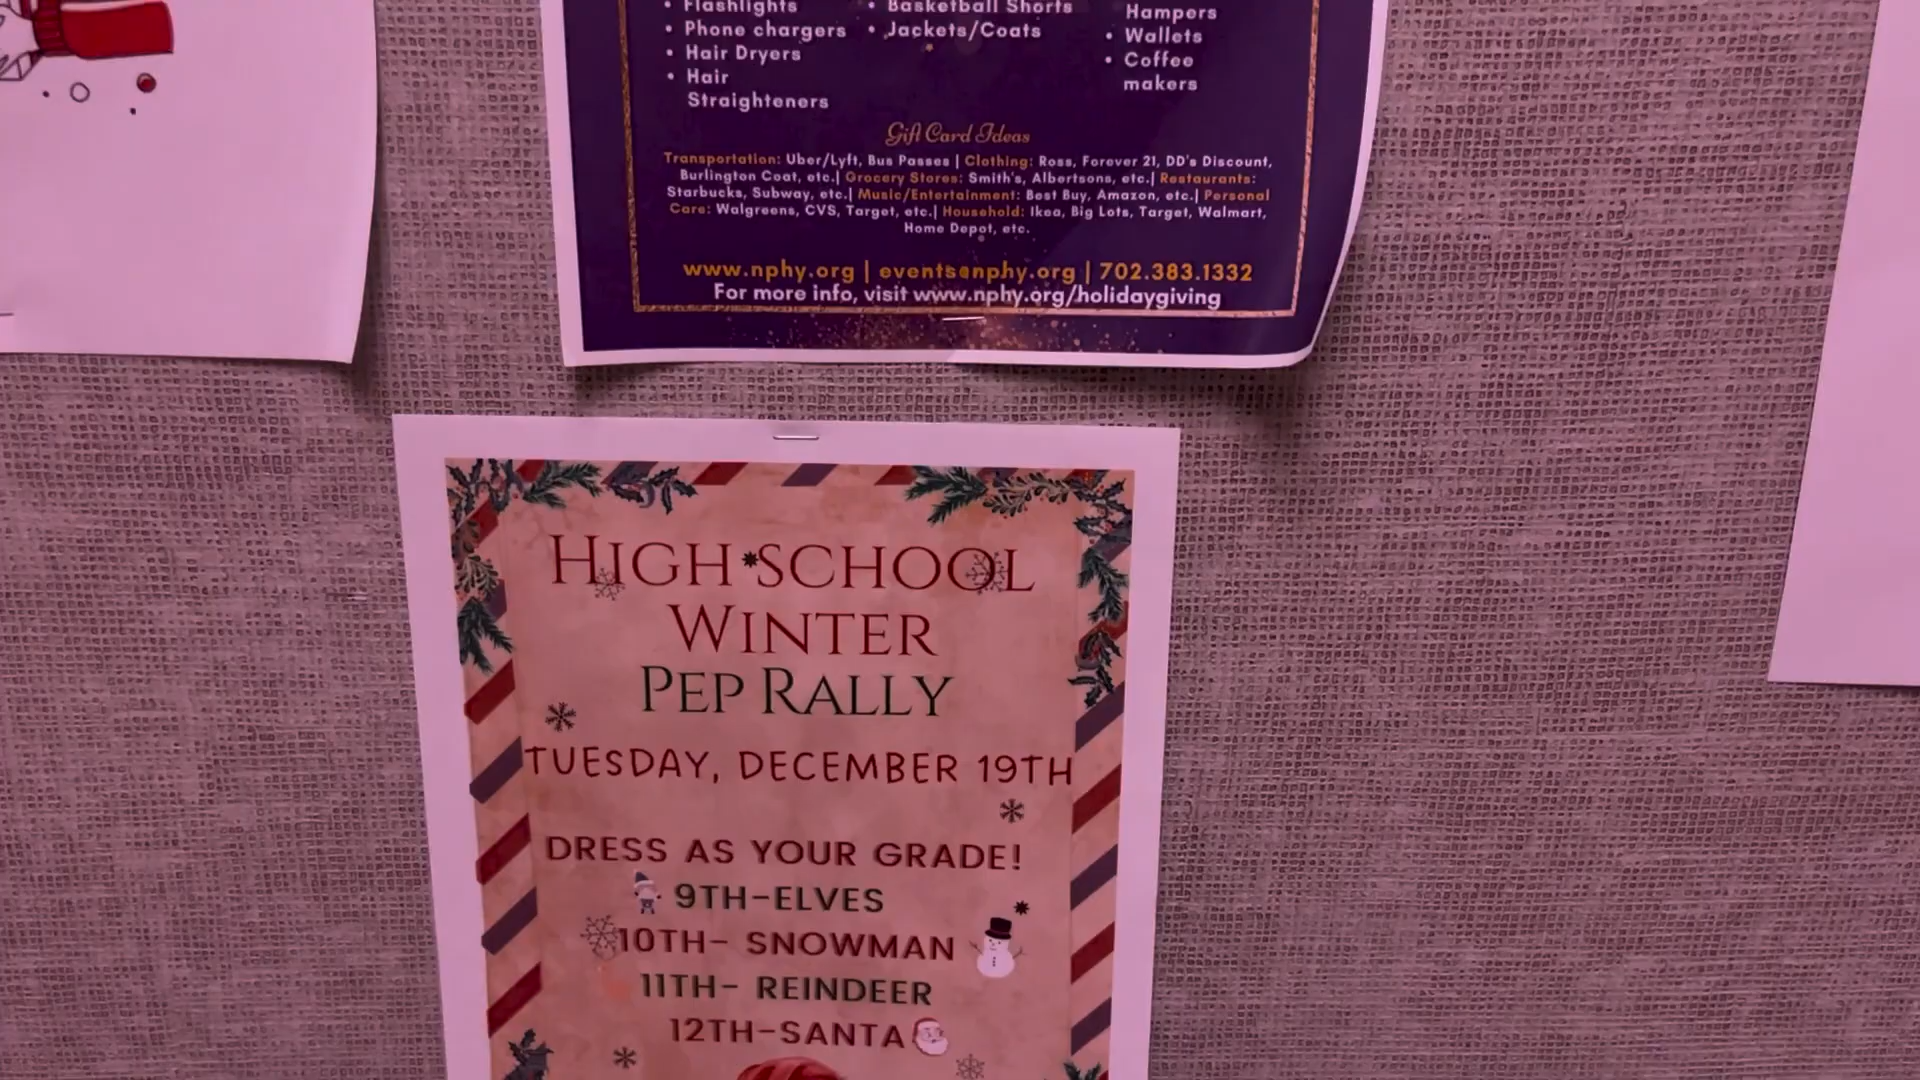 • Flashlights
• Phone chargers
• Hair Dryers
• Hair
Straighteners
• Basketball Shorts
• Jackets/Coats
Hampers
• Wallets
• Coffee
makers
Gift Card Ideas
Transportation: Uber/Lyft, Bus Passes | Clothing: Ross, Forever 21, DD's Discount,
Burlington Coat, etc.| Grocery Stores: Smith's, Albertsons, etc.| Restaurants:
Starbucks, Subway, etc.| Music/Entertainment: Best Buy, Amazon, etc.| Personal
Care: Walgreens, CVS, Target, etc.| Household: Ikea, Big Lots, Target, Walmart,
Home Depot, etc.
www.nphy.org | events@nphy.org | 702.383.1332
For more info, visit www.nphy.org/holidaygiving
HIGH SCHOOL
WINTER
PEP RALLY
TUESDAY, DECEMBER 19TH
DRESS AS YOUR GRADE!
9TH-ELVES
10TH- SNOWMAN
11TH- REINDEER
12TH-SANTA